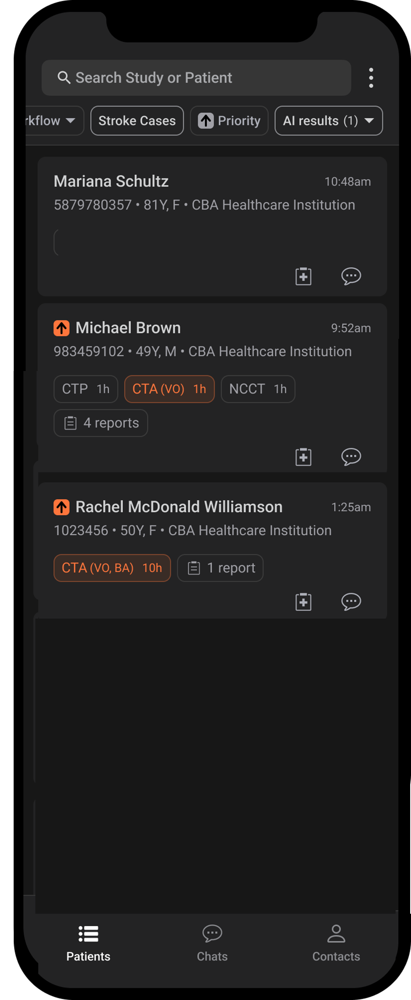 Search Study or Patient
rkflow Stroke Cases Priority AI results (1)
Mariana Schultz 10:48am
5879780357 • 81Y, F • CBA Healthcare Institution
Michael Brown 9:52am
983459102 • 49Y, M • CBA Healthcare Institution
CTP 1h CTA (VO) 1h NCCT 1h
4 reports
Rachel McDonald Williamson 1:25am
1023456 • 50Y, F • CBA Healthcare Institution
CTA (VO, BA) 10h 1 report
Patients Chats Contacts